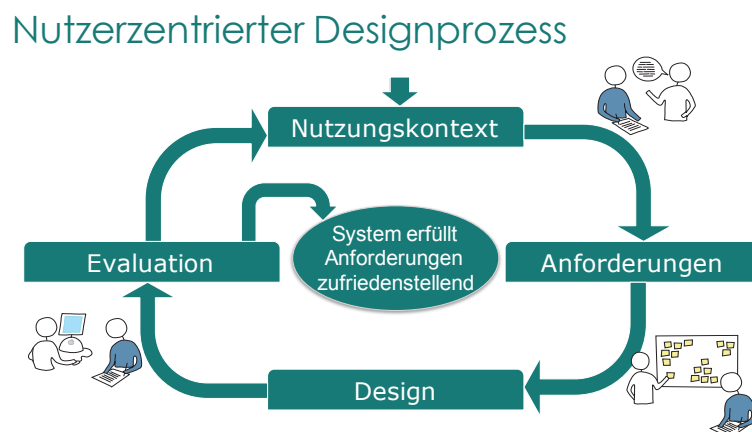 Nutzerzentrierter Designprozess
Nutzungskontext
System erfüllt
Anforderungen
zufriedenstellend
Evaluation
Anforderungen
Design